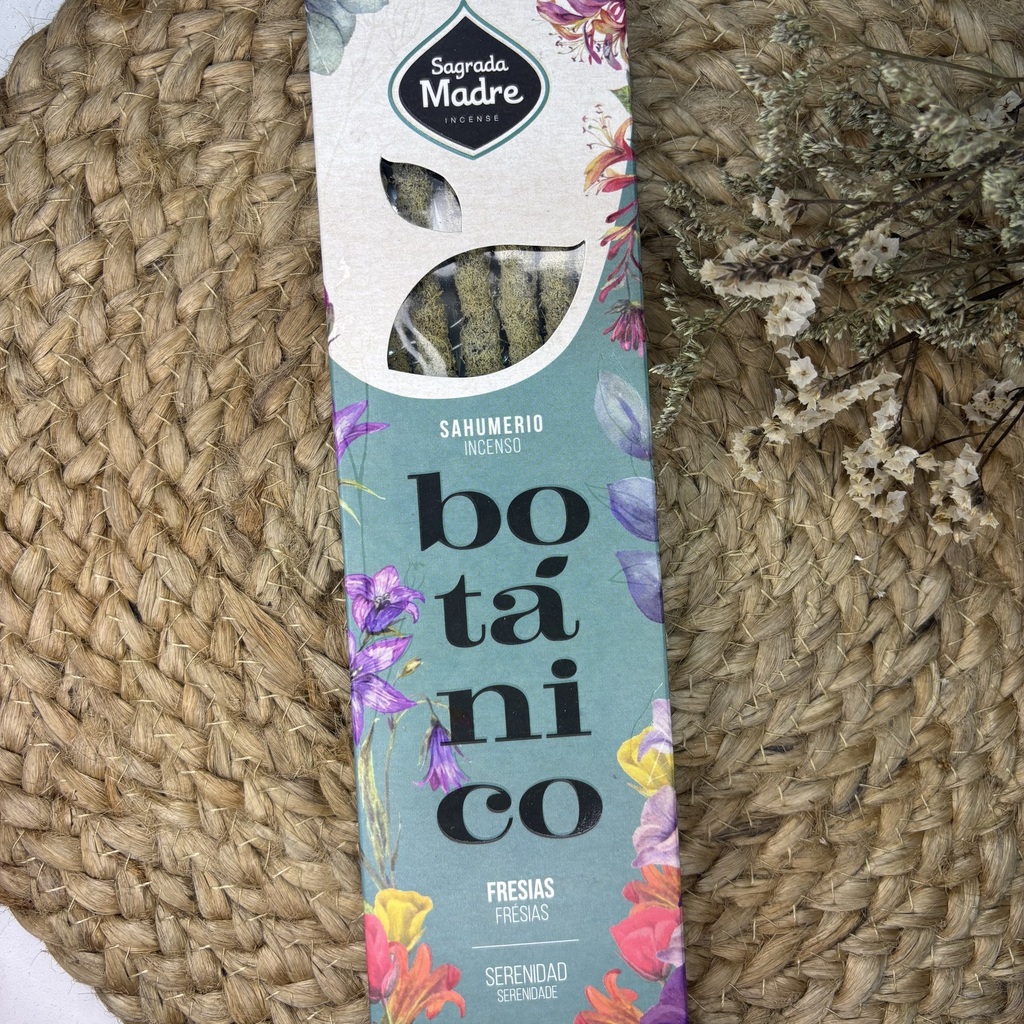 Sagrada
Madre
INCENSE
SAHUMERIO
INCENSO
bo
tá
ni
co
FRESIAS
FRÉSIAS
SERENIDAD
SERENIDADE